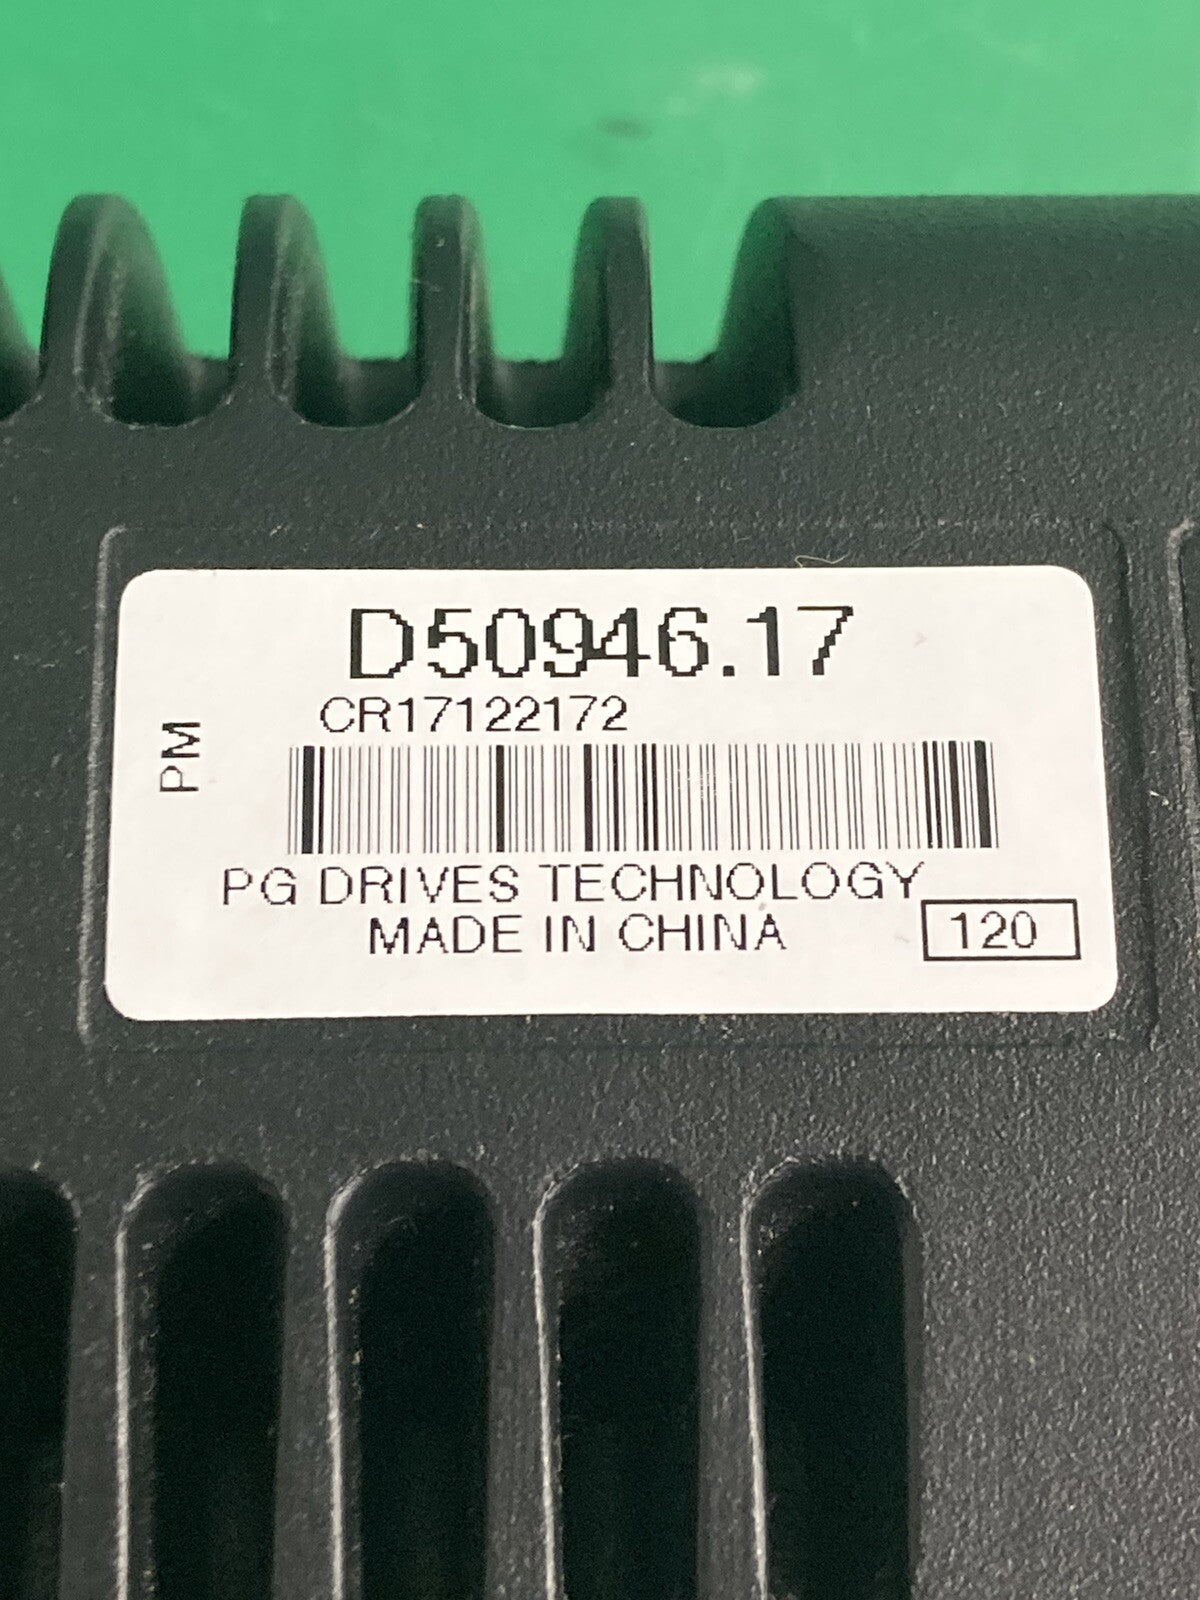 D50946.17
CR17122172
PM
PG DRIVES TECHNOLOGY
MADE IN CHINA
120